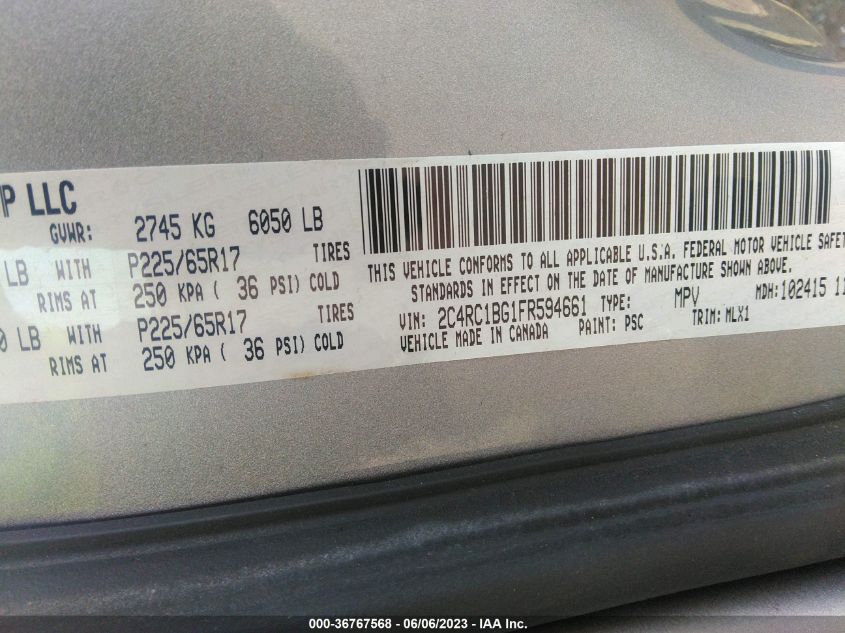 P LLC
GVWR: 2745 KG 6050 LB
LB WITH P225/65R17 TIRES
RIMS AT 250 KPA ( 36 PSI) COLD
0 LB WITH P225/65R17 TIRES
RIMS AT 250 KPA ( 36 PSI) COLD
THIS VEHICLE CONFORMS TO ALL APPLICABLE U.S.A. FEDERAL MOTOR VEHICLE SAFET
STANDARDS IN EFFECT ON THE DATE OF MANUFACTURE SHOWN ABOVE.
VIN: 2C4RC1BG1FR594661 TYPE: MPV MDH:102415 11
VEHICLE MADE IN CANADA PAINT: PSC TRIM: MLX1
000-36767568 - 06/06/2023 - IAA Inc.